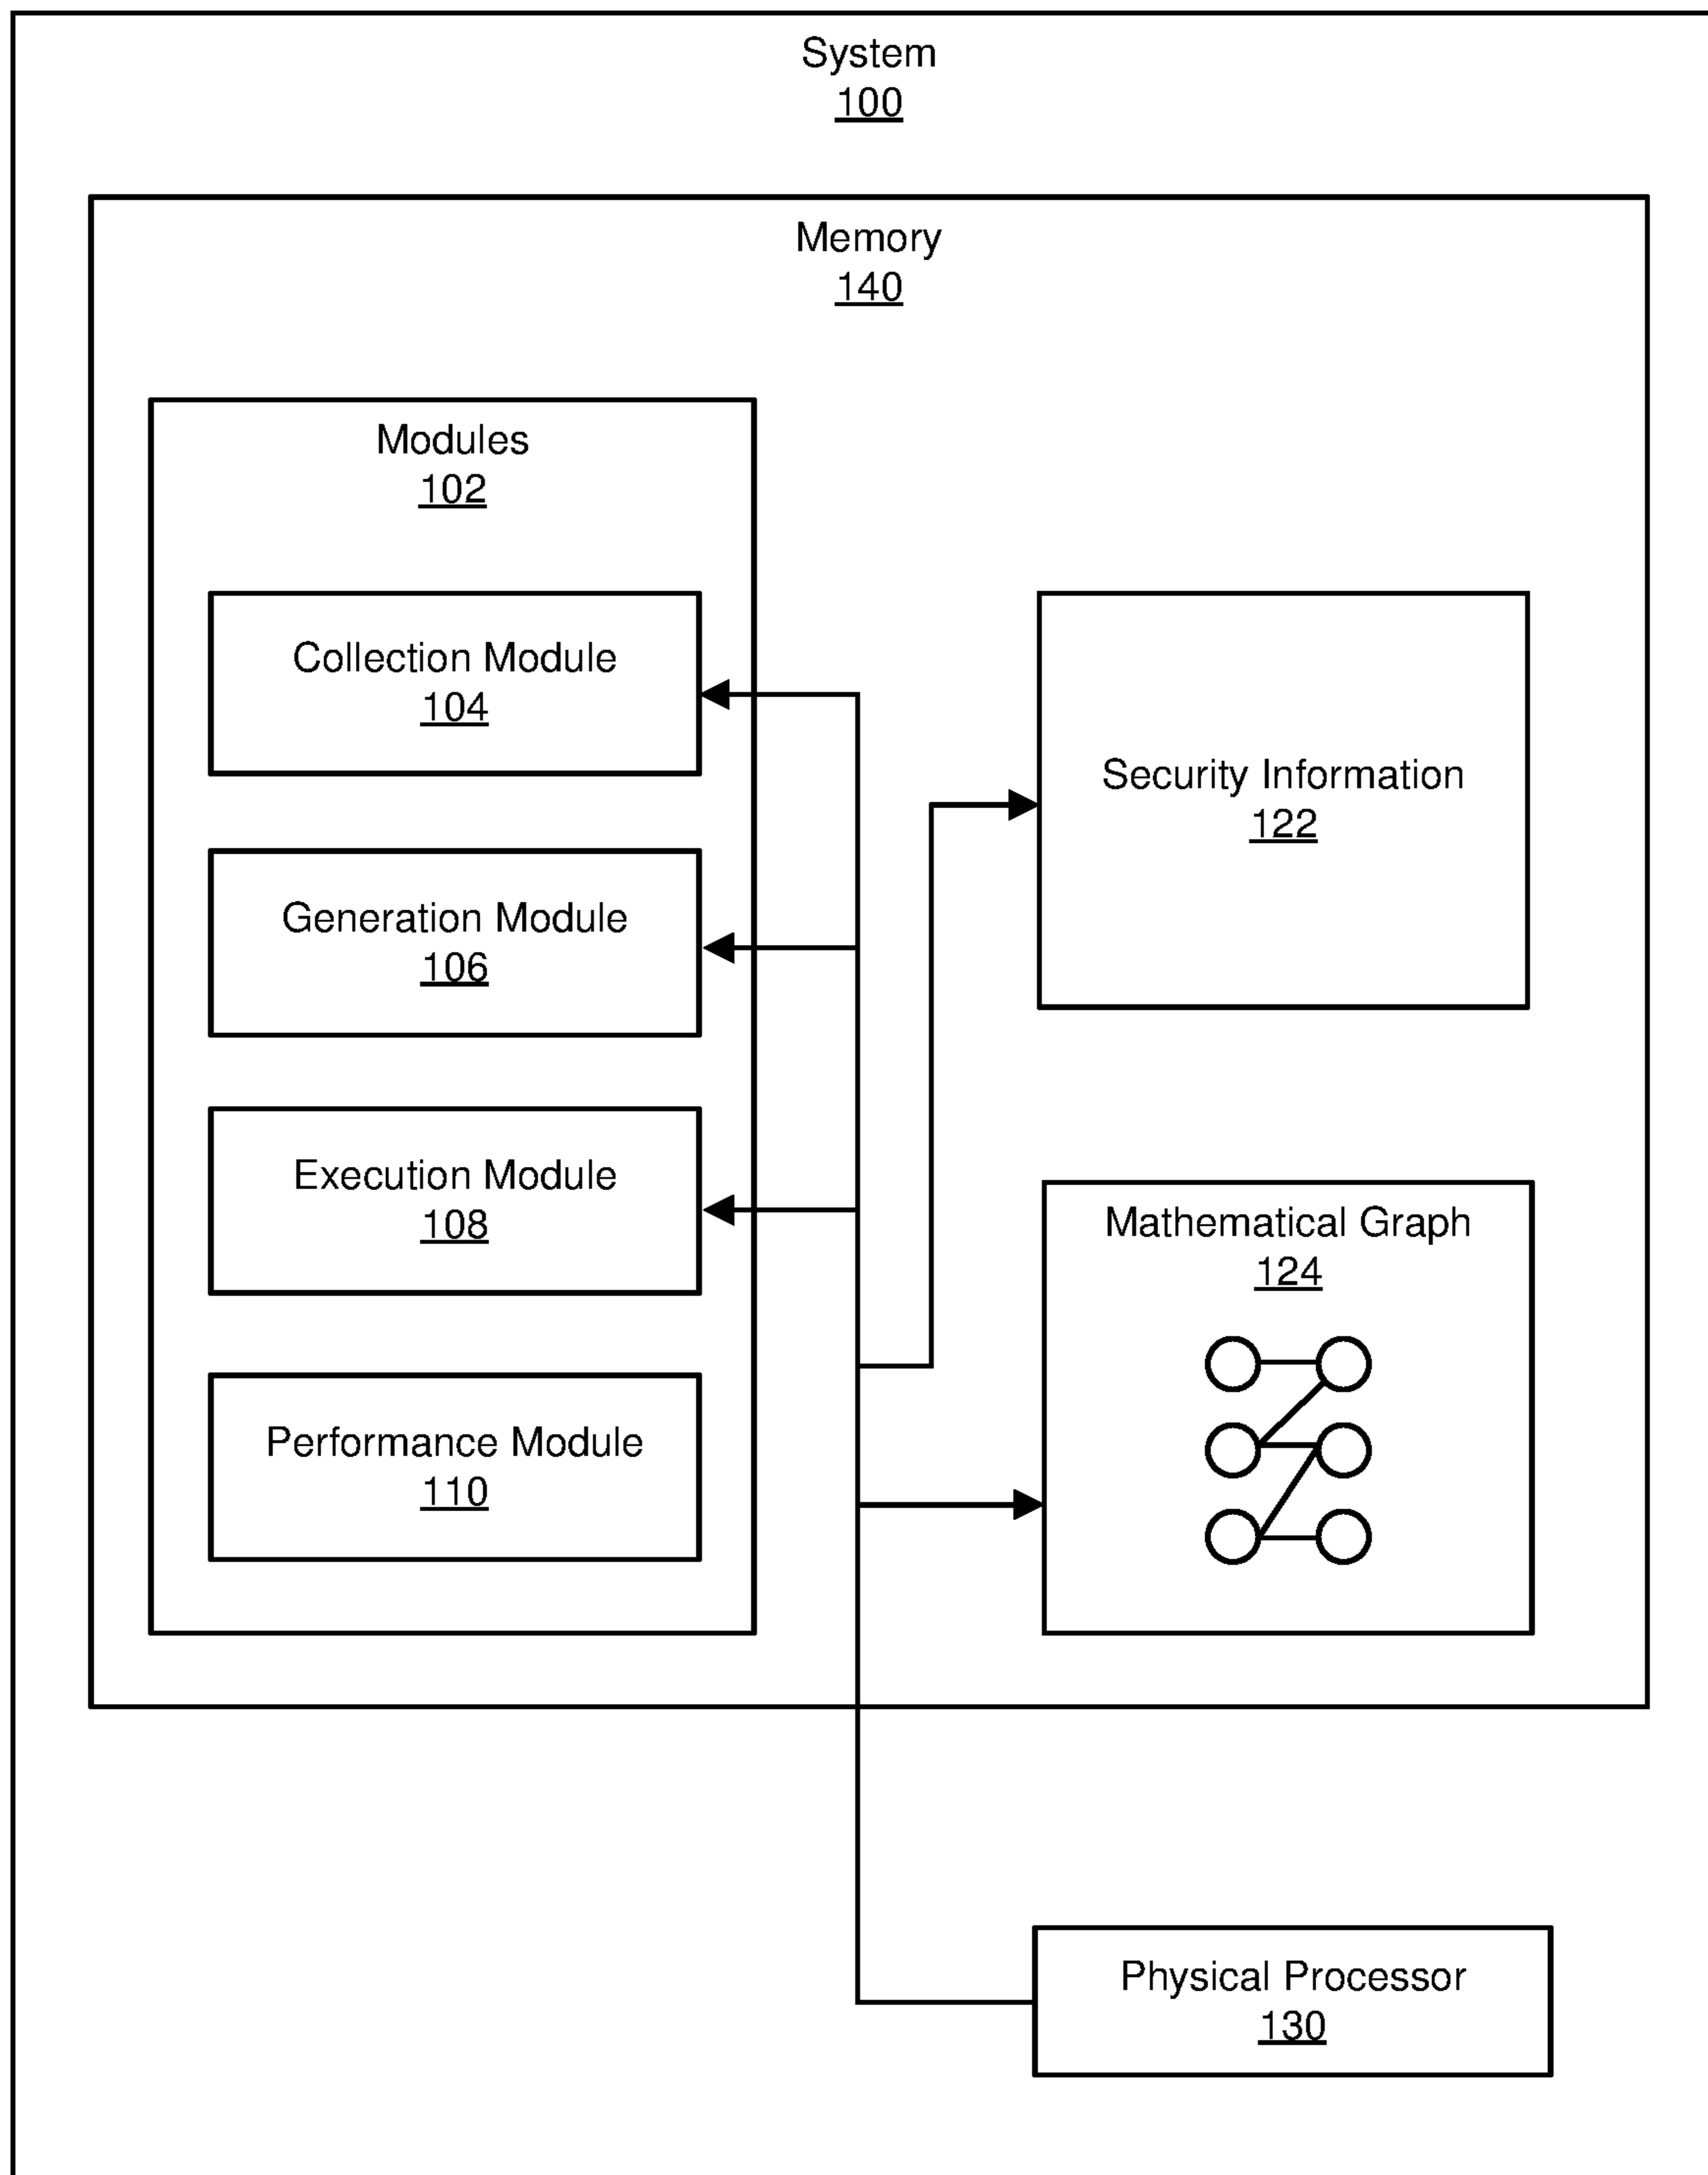 System
100
Memory
140
Modules
102
Collection Module
104
Generation Module
106
Execution Module
108
Performance Module
110
Security Information
122
Mathematical Graph
124
Physical Processor
130